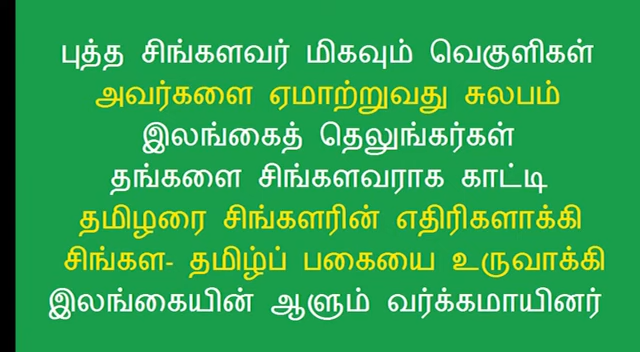 புத்த சிங்களவர் மிகவும் வெகுளிகள்
அவர்களை ஏமாற்றுவது சுலபம்
இலங்கைத் தெலுங்கர்கள்
தங்களை சிங்களவராக காட்டி
தமிழரை சிங்களரின் எதிரிகளாக்கி
சிங்கள- தமிழ்ப் பகையை உருவாக்கி
இலங்கையின் ஆளும் வர்க்கமாயினர்